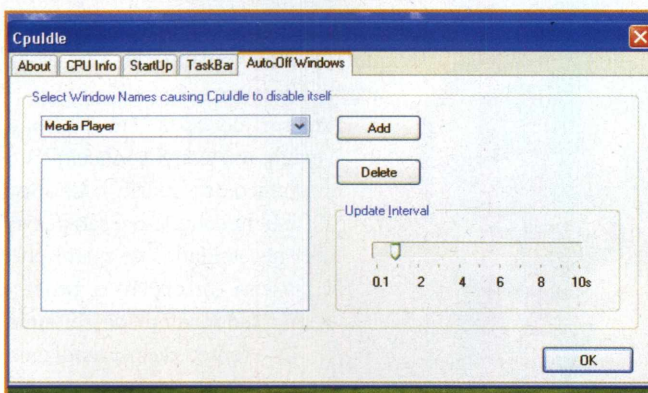 CpuIdle
About CPU Info StartUp TaskBar Auto-Off Windows
Select Window Names causing CpuIdle to disable itself
Media Player
Add
Delete
Update Interval
0.1 2 4 6 8 10s
OK